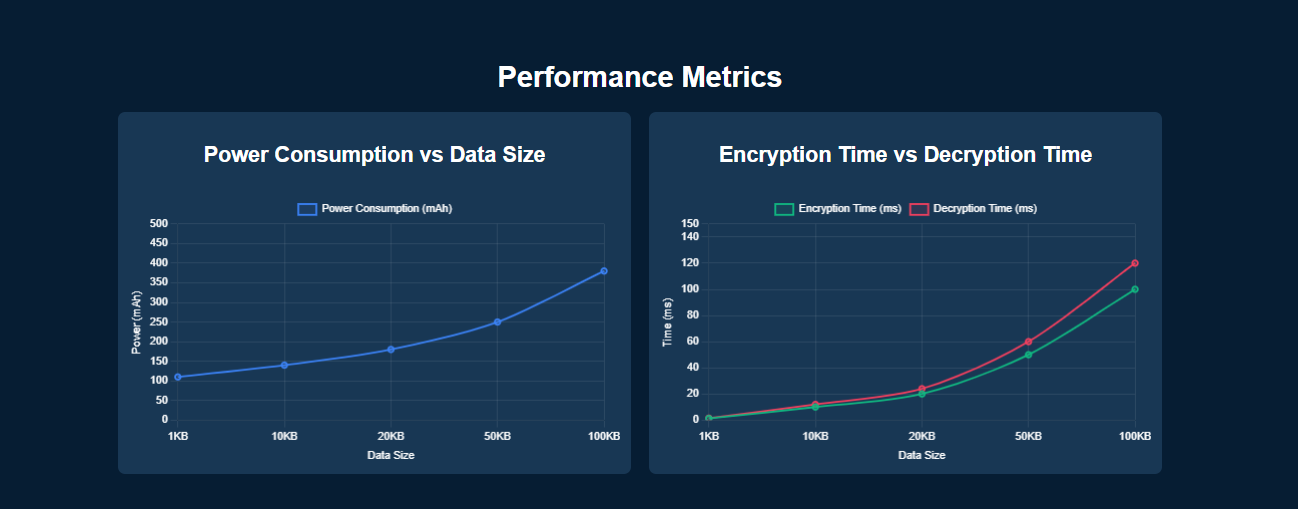 Performance Metrics
Power Consumption vs Data Size
Power Consumption (mAh)
500
450
400
350
300
250
200
150
100
50
0
Power (mAh)
1KB 10KB 20KB 50KB 100KB
Data Size
Encryption Time vs Decryption Time
Encryption Time (ms) Decryption Time (ms)
150
140
120
100
80
60
40
20
0
Time (ms)
1KB 10KB 20KB 50KB 100KB
Data Size